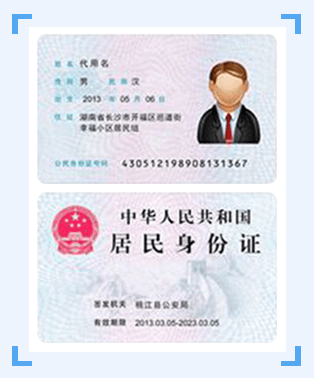 姓名 代用名
性别 男 民族 汉
出生 2013 年 05 月 06 日
住址 湖南省长沙市开福区巡道街
幸福小区居民组
公民身份证号码 430512198908131367
中华人民共和国
居民身份证
签发机关 桃江县公安局
有效期限 2013.03.05-2023.03.05